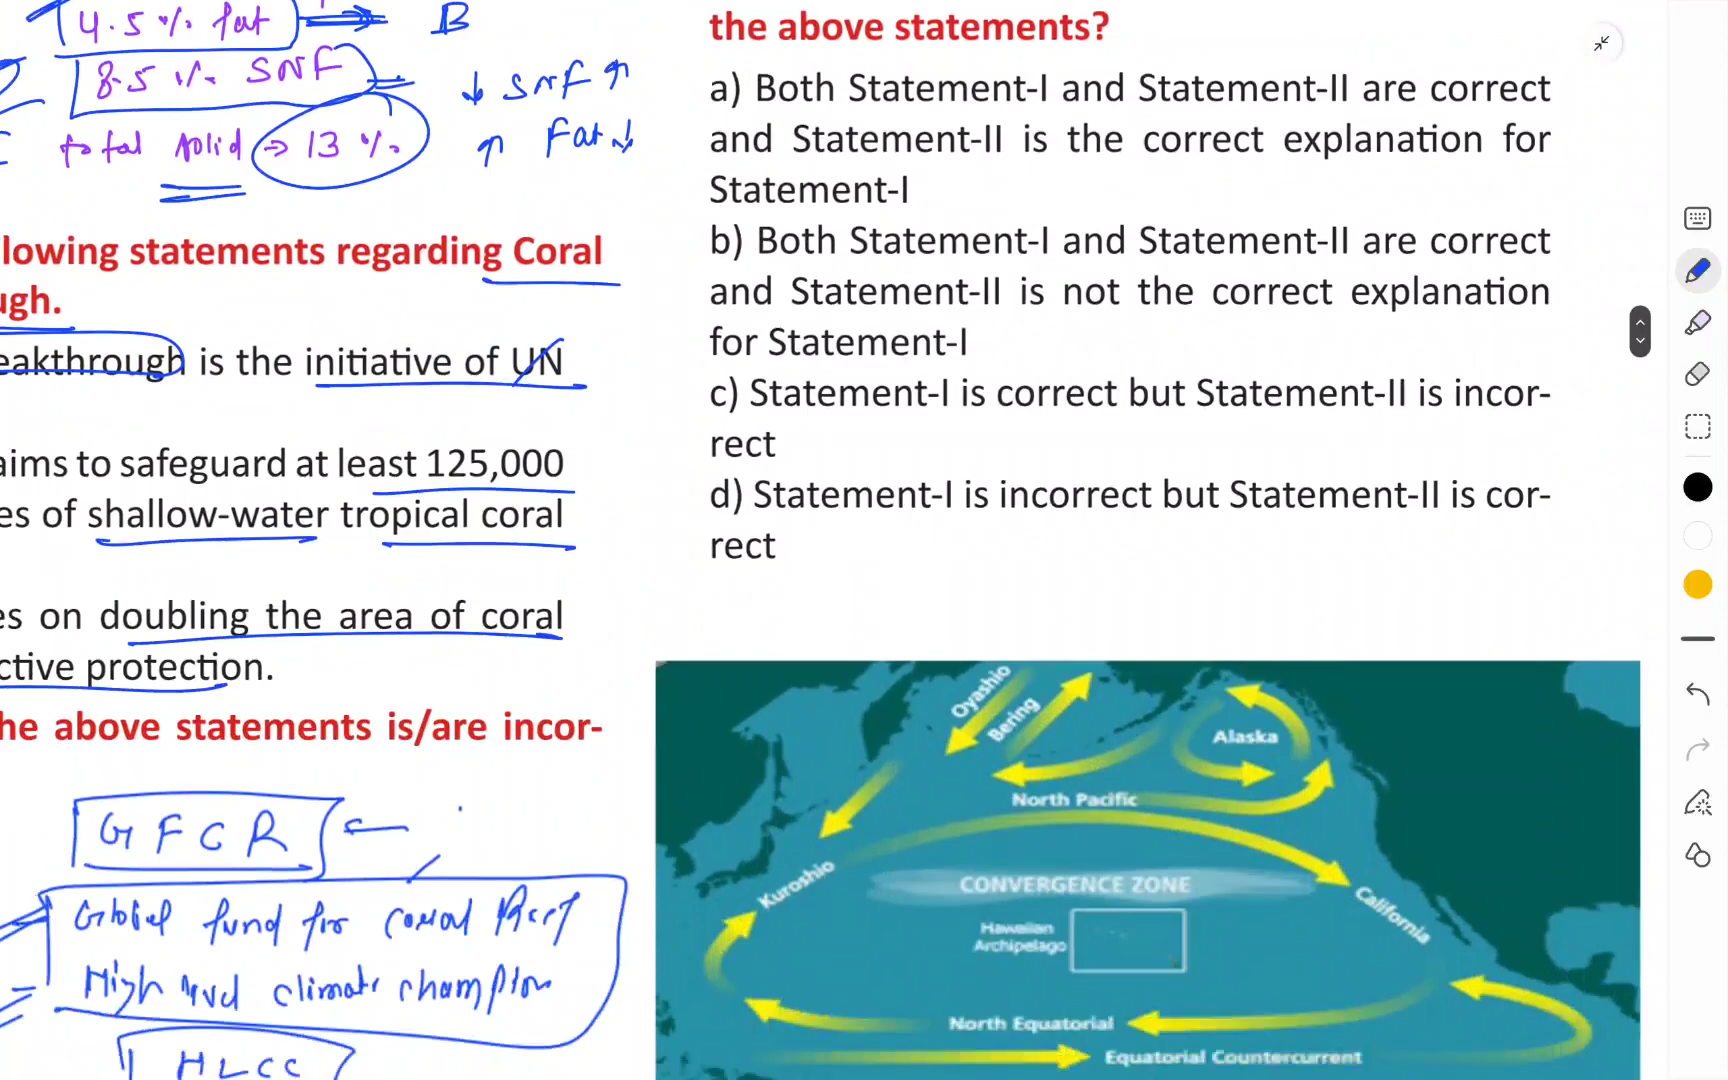 4.5 % fat
B
8.5 % SNF
SNF
total solid 13 %
Fat
llowing statements regarding Coral
ugh.
eakthrough is the initiative of UN
aims to safeguard at least 125,000
es of shallow-water tropical coral
es on doubling the area of coral
ctive protection.
he above statements is/are incor-
G F C R
Global fund for coral Reef
High level climate champion
HLCC
the above statements?
a) Both Statement-I and Statement-II are correct
and Statement-II is the correct explanation for
Statement-I
b) Both Statement-I and Statement-II are correct
and Statement-II is not the correct explanation
for Statement-I
c) Statement-I is correct but Statement-II is incor-
rect
d) Statement-I is incorrect but Statement-II is cor-
rect
Oyashio
Bering
Alaska
North Pacific
Kuroshio
CONVERGENCE ZONE
California
Hawaiian
Archipelago
North Equatorial
Equatorial Countercurrent